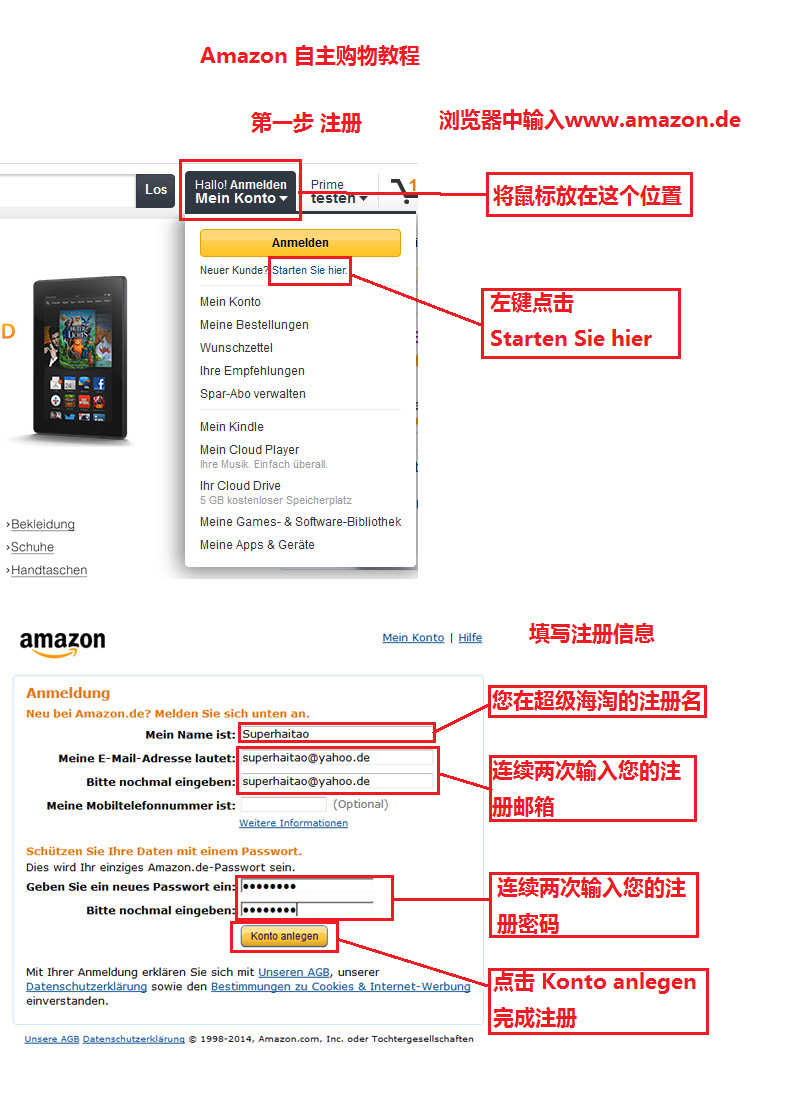 Amazon 自主购物教程
第一步 注册
浏览器中输入www.amazon.de
Los
Hallo! Anmelden
Mein Konto
Prime
testen
1
将鼠标放在这个位置
Anmelden
Neuer Kunde? Starten Sie hier.
左键点击
Starten Sie hier
Mein Konto
Meine Bestellungen
Wunschzettel
Ihre Empfehlungen
Spar-Abo verwalten
D
Mein Kindle
Mein Cloud Player
Ihre Musik. Einfach überall.
Ihr Cloud Drive
5 GB kostenloser Speicherplatz
Meine Games- & Software-Bibliothek
Meine Apps & Geräte
›Bekleidung
›Schuhe
›Handtaschen
amazon
Mein Konto | Hilfe
填写注册信息
Anmeldung
Neu bei Amazon.de? Melden Sie sich unten an.
Mein Name ist: Superhaitao
您在超级海淘的注册名
Meine E-Mail-Adresse lautet: superhaitao@yahoo.de
Bitte nochmal eingeben: superhaitao@yahoo.de
连续两次输入您的注
册邮箱
Meine Mobiltelefonnummer ist: (Optional)
Weitere Informationen
Schützen Sie Ihre Daten mit einem Passwort.
Dies wird Ihr einziges Amazon.de-Passwort sein.
Geben Sie ein neues Passwort ein: ••••••••
Bitte nochmal eingeben: ••••••••
连续两次输入您的注
册密码
Konto anlegen
点击 Konto anlegen
完成注册
Mit Ihrer Anmeldung erklären Sie sich mit Unseren AGB, unserer
Datenschutzerklärung sowie den Bestimmungen zu Cookies & Internet-Werbung
einverstanden.
Unsere AGB Datenschutzerklärung © 1998-2014, Amazon.com, Inc. oder Tochtergesellschaften